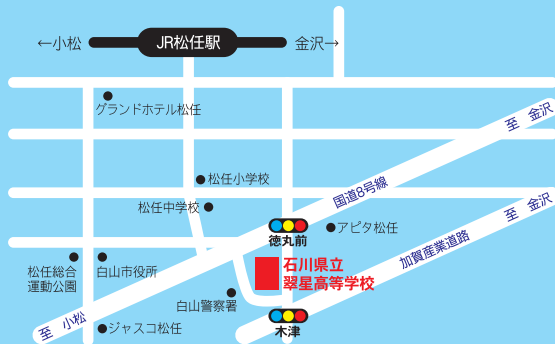 ←小松
JR松任駅
金沢→
グランドホテル松任
至 金沢
松任小学校
国道8号線
松任中学校
至 金沢
徳丸前
アピタ松任
加賀産業道路
石川県立
翠星高等学校
松任総合
運動公園
白山市役所
白山警察署
至 小松
ジャスコ松任
木津